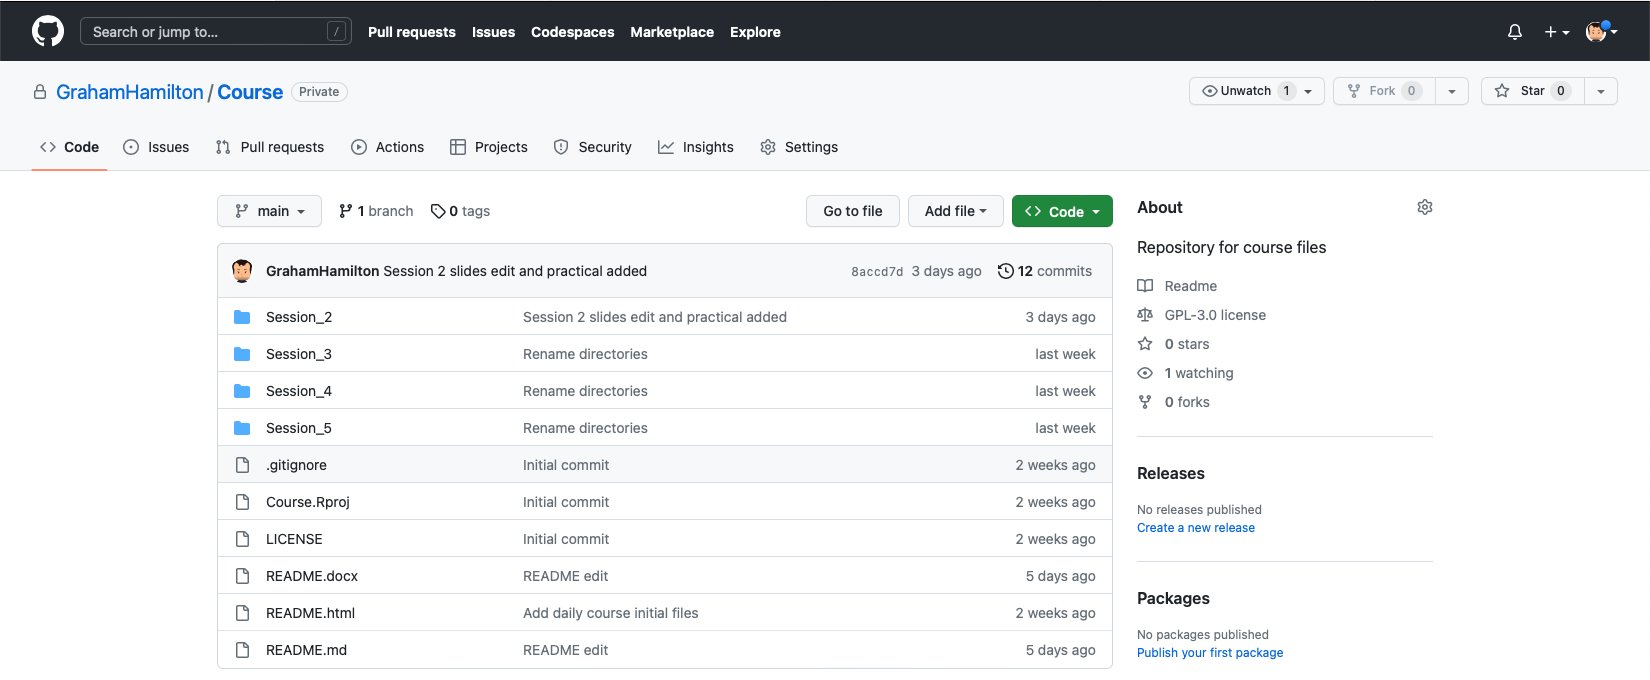 Search or jump to... / Pull requests Issues Codespaces Marketplace Explore
GrahamHamilton / Course Private Unwatch 1 Fork 0 Star 0
Code Issues Pull requests Actions Projects Security Insights Settings
main 1 branch 0 tags Go to file Add file Code
GrahamHamilton Session 2 slides edit and practical added 8accd7d 3 days ago 12 commits
Session_2 Session 2 slides edit and practical added 3 days ago
Session_3 Rename directories last week
Session_4 Rename directories last week
Session_5 Rename directories last week
.gitignore Initial commit 2 weeks ago
Course.Rproj Initial commit 2 weeks ago
LICENSE Initial commit 2 weeks ago
README.docx README edit 5 days ago
README.html Add daily course initial files 2 weeks ago
README.md README edit 5 days ago
About
Repository for course files
Readme
GPL-3.0 license
0 stars
1 watching
0 forks
Releases
No releases published
Create a new release
Packages
No packages published
Publish your first package